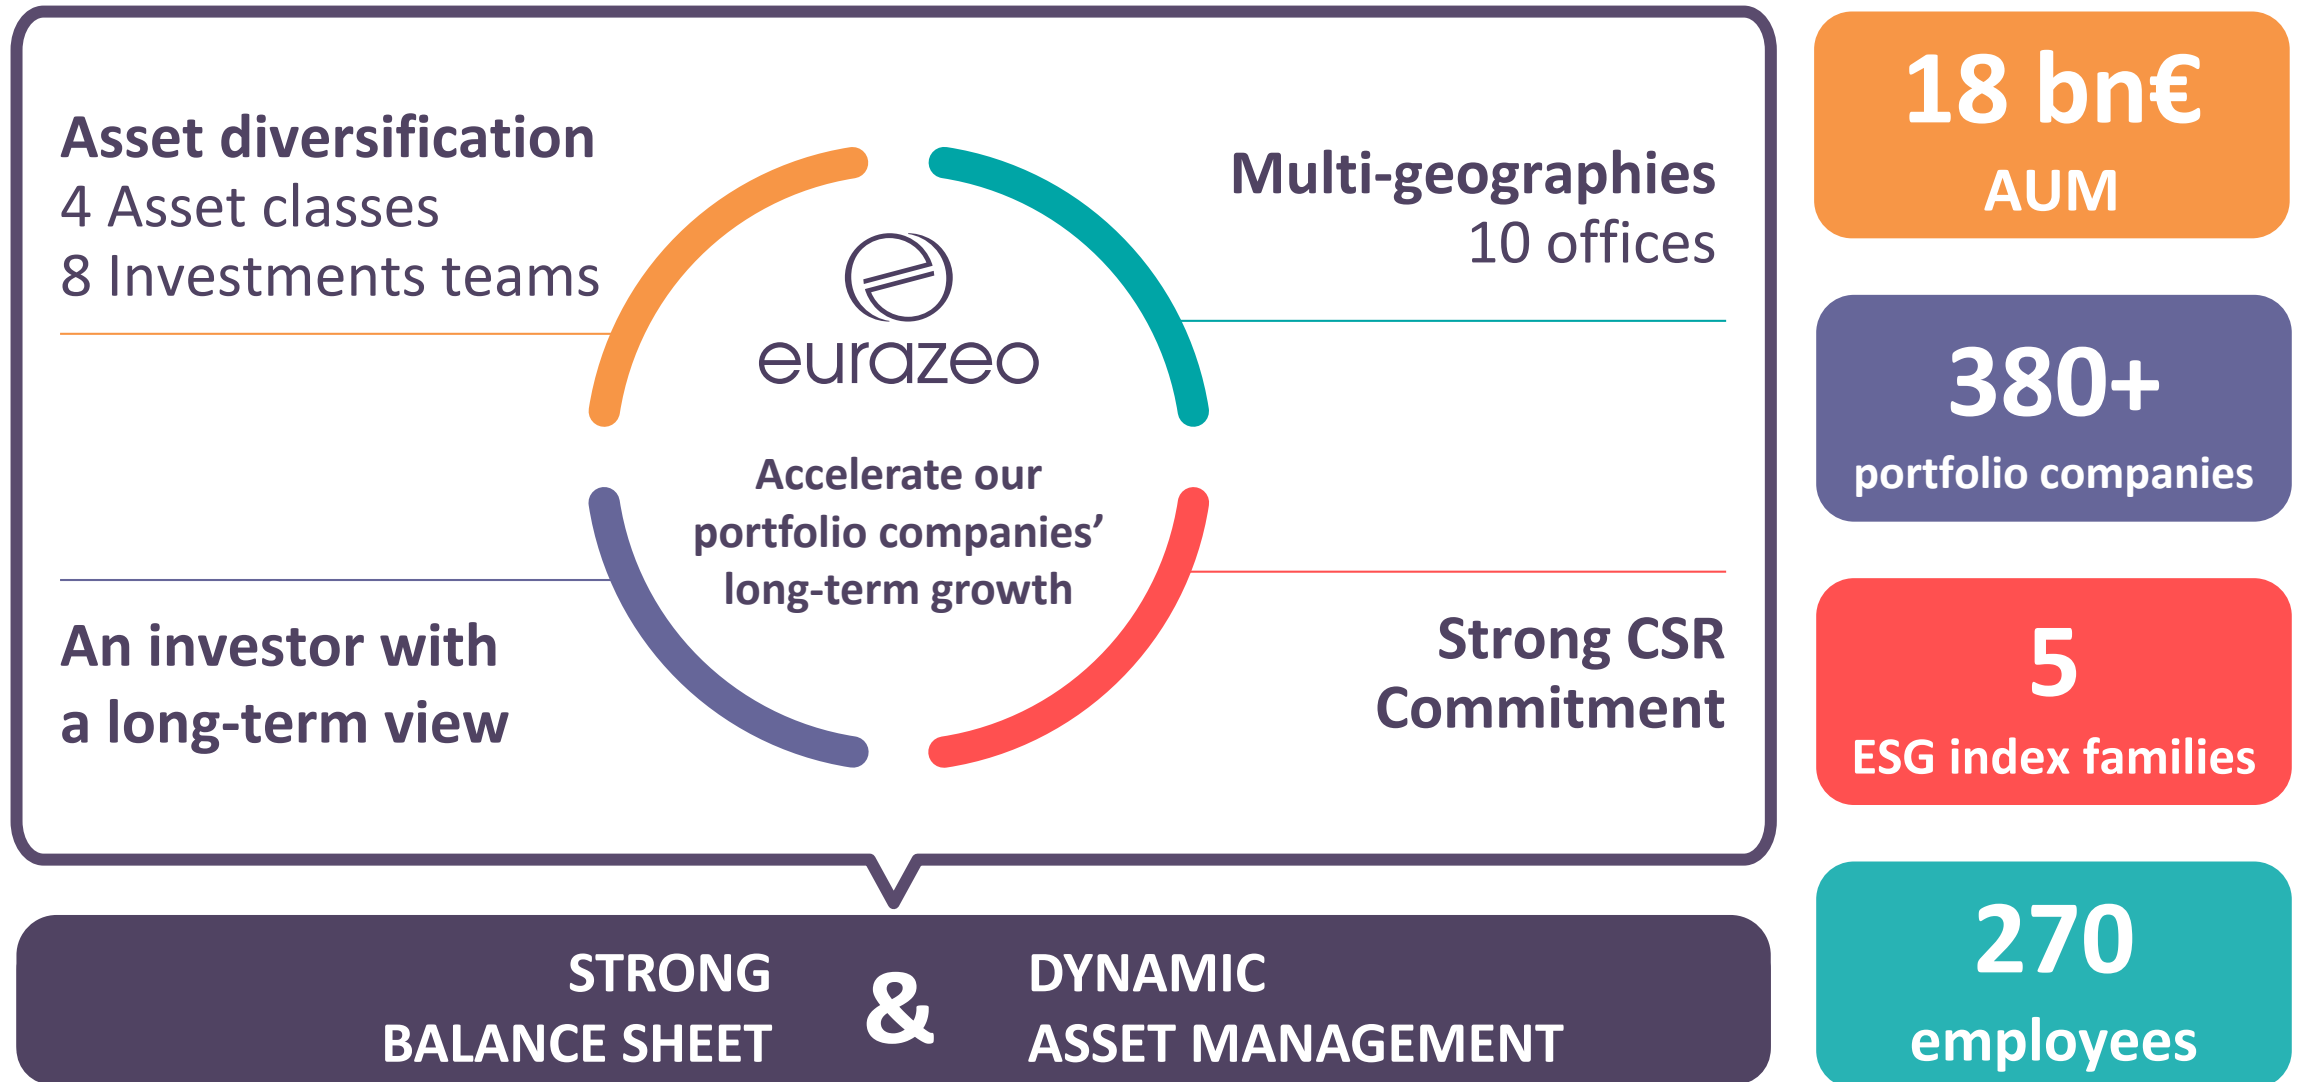 Asset diversification
4 Asset classes
8 Investments teams
Multi-geographies
10 offices
eurazeo
Accelerate our
portfolio companies’
long-term growth
An investor with
a long-term view
Strong CSR
Commitment
STRONG
BALANCE SHEET
&
DYNAMIC
ASSET MANAGEMENT
18 bn€
AUM
380+
portfolio companies
5
ESG index families
270
employees